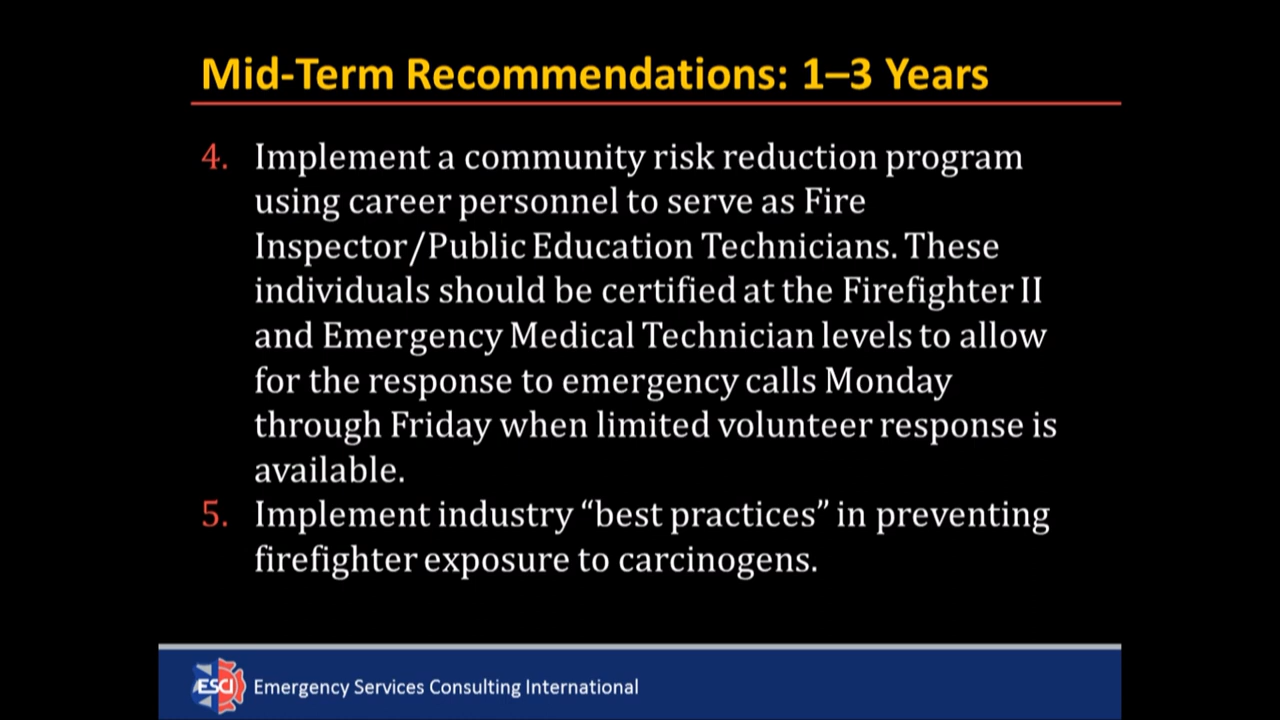 Mid-Term Recommendations: 1–3 Years
4. Implement a community risk reduction program
using career personnel to serve as Fire
Inspector/Public Education Technicians. These
individuals should be certified at the Firefighter II
and Emergency Medical Technician levels to allow
for the response to emergency calls Monday
through Friday when limited volunteer response is
available.
5. Implement industry “best practices” in preventing
firefighter exposure to carcinogens.
ESCI Emergency Services Consulting International